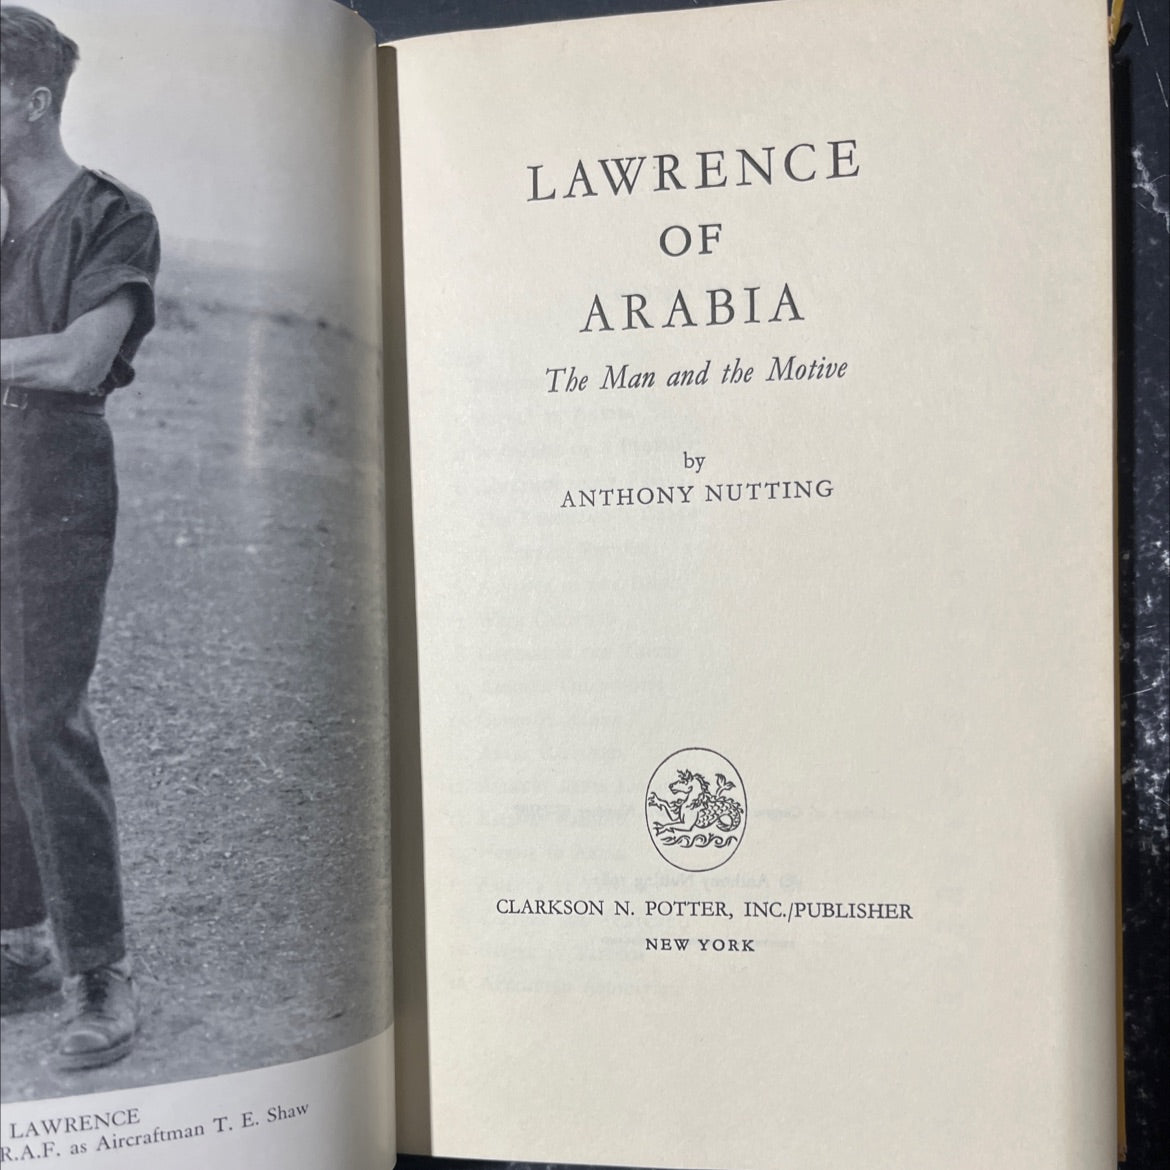 LAWRENCE
R.A.F. as Aircraftman T. E. Shaw
LAWRENCE
OF
ARABIA
The Man and the Motive
by
ANTHONY NUTTING
CLARKSON N. POTTER, INC./PUBLISHER
NEW YORK